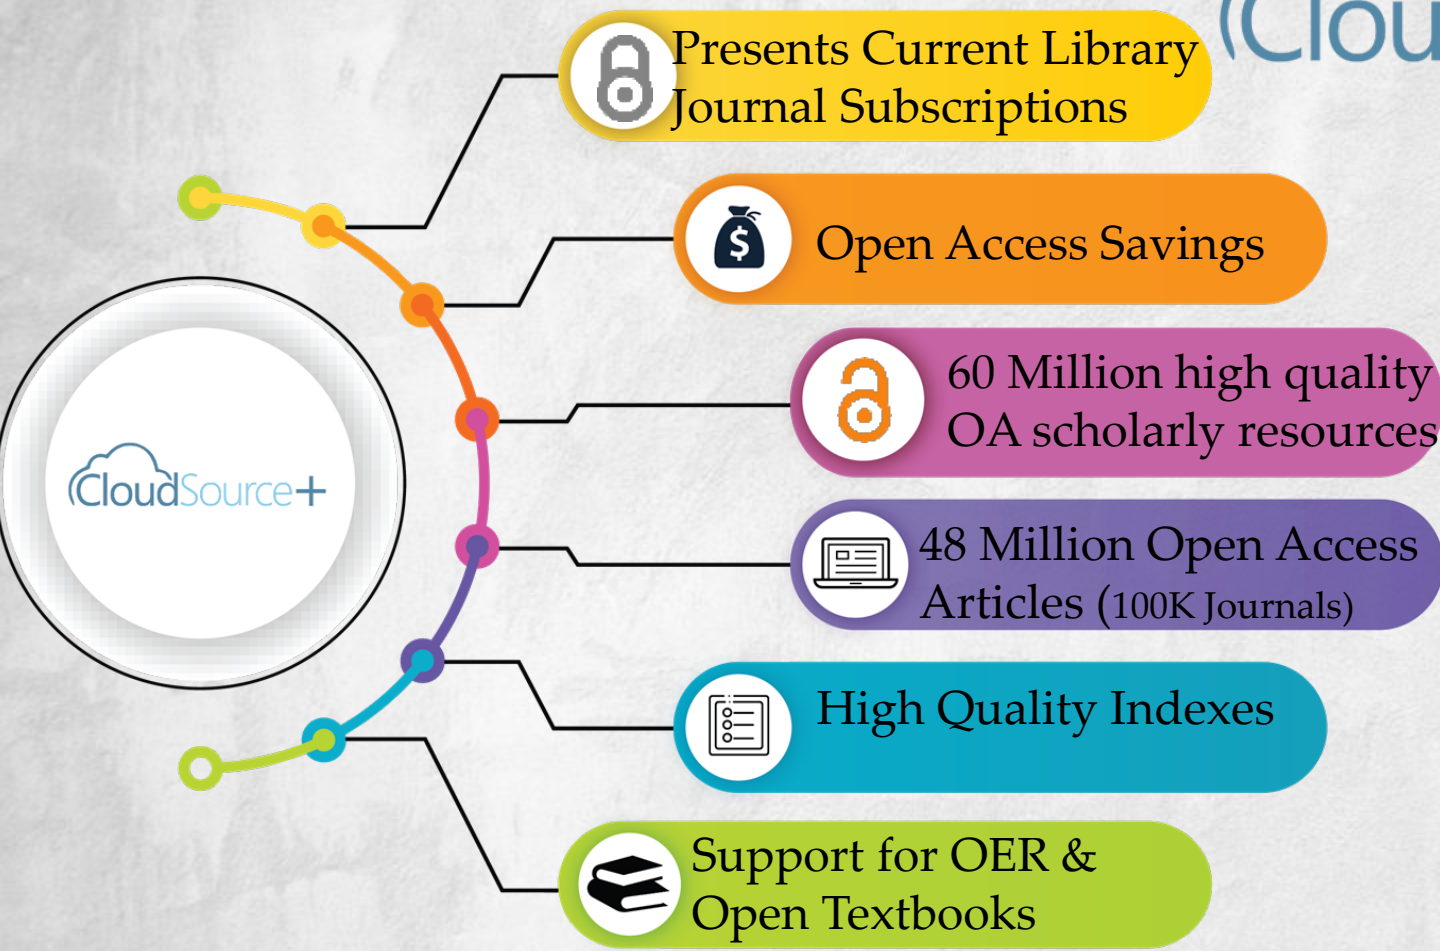 (Clou
Presents Current Library
Journal Subscriptions
$
Open Access Savings
60 Million high quality
OA scholarly resources
CloudSource+
48 Million Open Access
Articles (100K Journals)
High Quality Indexes
Support for OER &
Open Textbooks